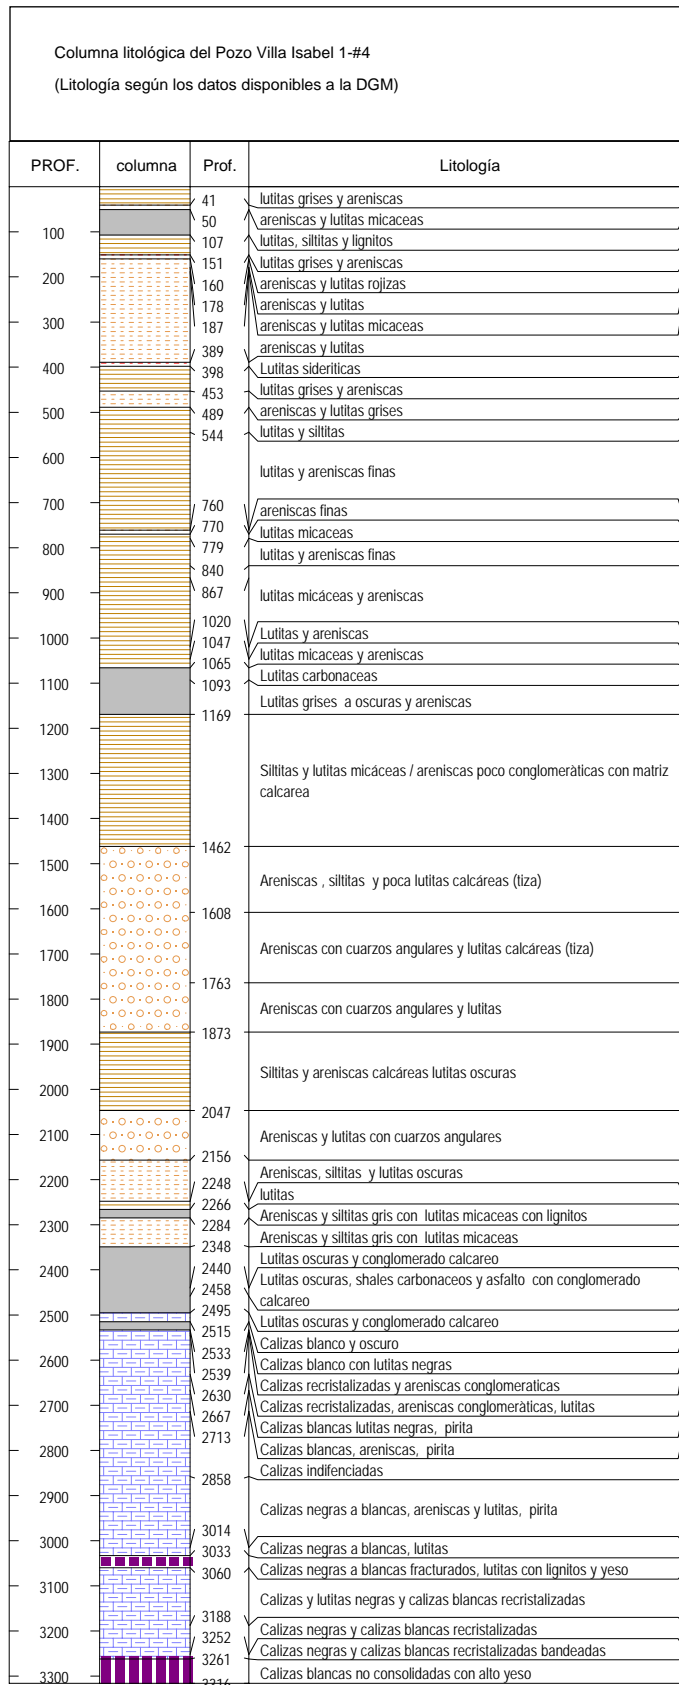 Columna litológica del Pozo Villa Isabel 1-#4
(Litología según los datos disponibles a la DGM)
PROF. columna Prof. Litología
41 lutitas grises y areniscas
50 areniscas y lutitas micaceas
100 107 lutitas, siltitas y lignitos
151 lutitas grises y areniscas
200 160 areniscas y lutitas rojizas
178 areniscas y lutitas
300 187 areniscas y lutitas micaceas
389 areniscas y lutitas
400 398 Lutitas sideriticas
453 lutitas grises y areniscas
500 489 areniscas y lutitas grises
544 lutitas y siltitas
600 lutitas y areniscas finas
700 760 areniscas finas
770 lutitas micaceas
800 779 lutitas y areniscas finas
840
900 867 lutitas micáceas y areniscas
1020 Lutitas y areniscas
1000 1047 lutitas micaceas y areniscas
1065 Lutitas carbonaceas
1100 1093 Lutitas grises a oscuras y areniscas
1169
1200
1300 Siltitas y lutitas micáceas / areniscas poco conglomeràticas con matriz
calcarea
1400
1462
1500 Areniscas , siltitas y poca lutitas calcáreas (tiza)
1600 1608
1700 Areniscas con cuarzos angulares y lutitas calcáreas (tiza)
1763
1800 Areniscas con cuarzos angulares y lutitas
1873
1900
Siltitas y areniscas calcáreas lutitas oscuras
2000
2047
2100 Areniscas y lutitas con cuarzos angulares
2156
Areniscas, siltitas y lutitas oscuras
2200 2248 lutitas
2266 Areniscas y siltitas gris con lutitas micaceas con lignitos
2300 2284 Areniscas y siltitas gris con lutitas micaceas
2348 Lutitas oscuras y conglomerado calcareo
2400 2440 Lutitas oscuras, shales carbonaceos y asfalto con conglomerado
2458 calcareo
2500 2495 Lutitas oscuras y conglomerado calcareo
2515 Calizas blanco y oscuro
2600 2533 Calizas blanco con lutitas negras
2539 Calizas recristalizadas y areniscas conglomeraticas
2630 Calizas recristalizadas, areniscas conglomeràticas, lutitas
2700 2667 Calizas blancas lutitas negras, pirita
2713 Calizas blancas, areniscas, pirita
2800 2858 Calizas indifenciadas
2900 Calizas negras a blancas, areniscas y lutitas, pirita
3014
3000 3033 Calizas negras a blancas, lutitas
3060 Calizas negras a blancas fracturados, lutitas con lignitos y yeso
3100 Calizas y lutitas negras y calizas blancas recristalizadas
3188
3200 Calizas negras y calizas blancas recristalizadas
3252 Calizas negras y calizas blancas recristalizadas bandeadas
3261
3300 Calizas blancas no consolidadas con alto yeso